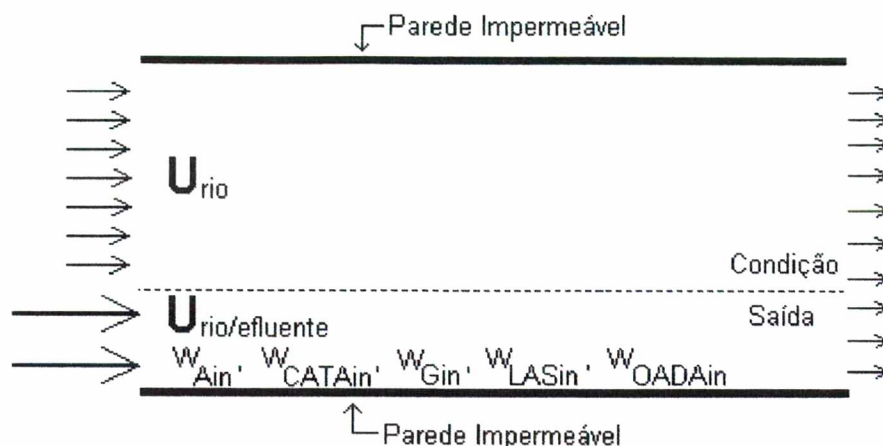 Parede Impermeável
U rio
Condição
U rio/efluente
Saída
W Ain, W CATAin, W Gin, W LASin, W OADAin
Parede Impermeável